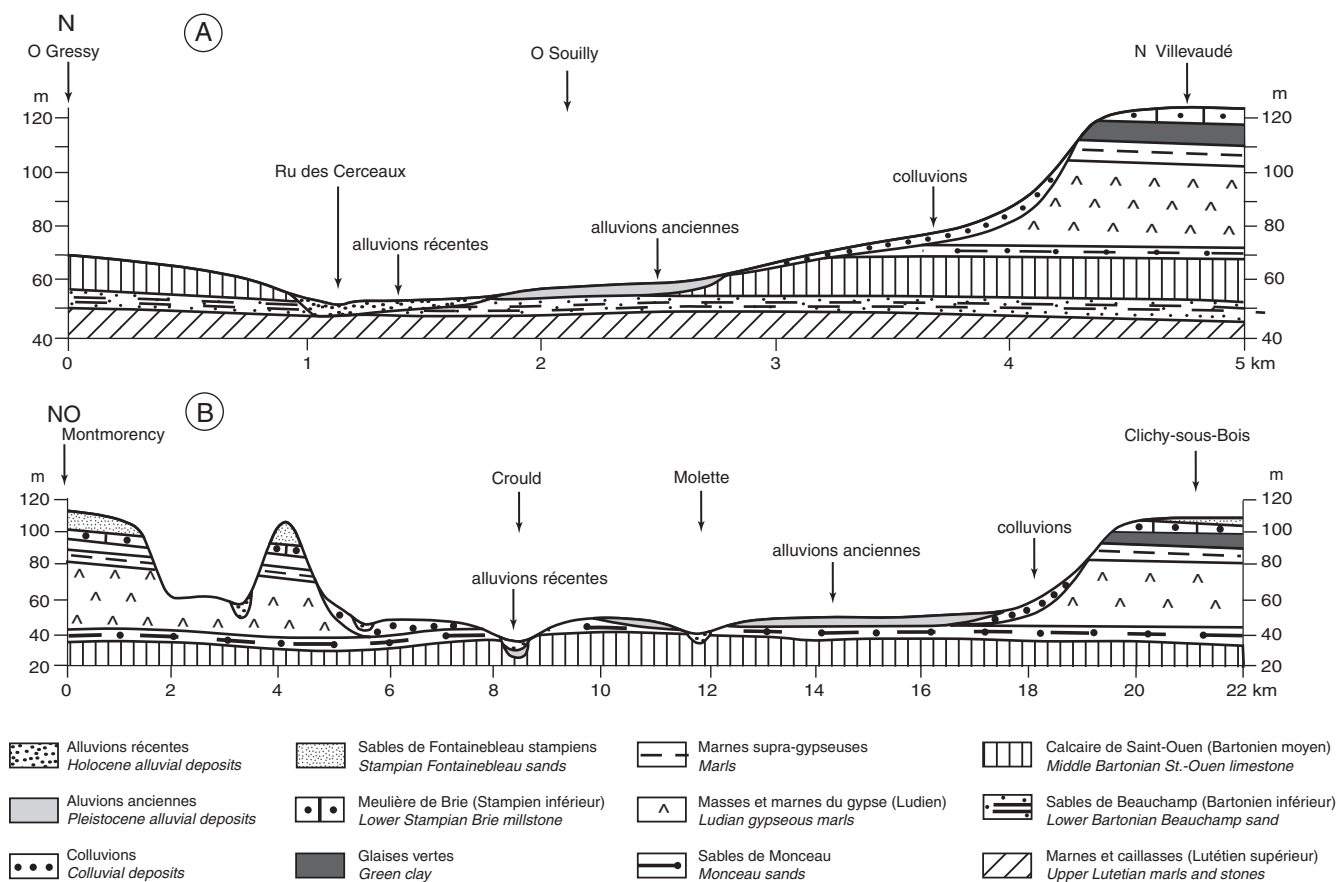 N
A
O Gressy
O Souilly
N Villevaudé
m
m
120
120
100
100
80
80
60
60
40
40
Ru des Cerceaux
alluvions récentes
alluvions anciennes
colluvions
0
1
2
3
4
5 km
NO
B
Montmorency
Crould
Molette
Clichy-sous-Bois
m
m
120
120
100
100
80
80
60
60
40
40
20
20
alluvions récentes
alluvions anciennes
colluvions
0
2
4
6
8
10
12
14
16
18
20
22 km
Alluvions récentes
Holocene alluvial deposits
Aluvions anciennes
Pleistocene alluvial deposits
Colluvions
Colluvial deposits
Sables de Fontainebleau stampiens
Stampian Fontainebleau sands
Meulière de Brie (Stampien inférieur)
Lower Stampian Brie millstone
Glaises vertes
Green clay
Marnes supra-gypseuses
Marls
Masses et marnes du gypse (Ludien)
Ludian gypseous marls
Sables de Monceau
Monceau sands
Calcaire de Saint-Ouen (Bartonien moyen)
Middle Bartonian St.-Ouen limestone
Sables de Beauchamp (Bartonien inférieur)
Lower Bartonian Beauchamp sand
Marnes et caillasses (Lutétien supérieur)
Upper Lutetian marls and stones